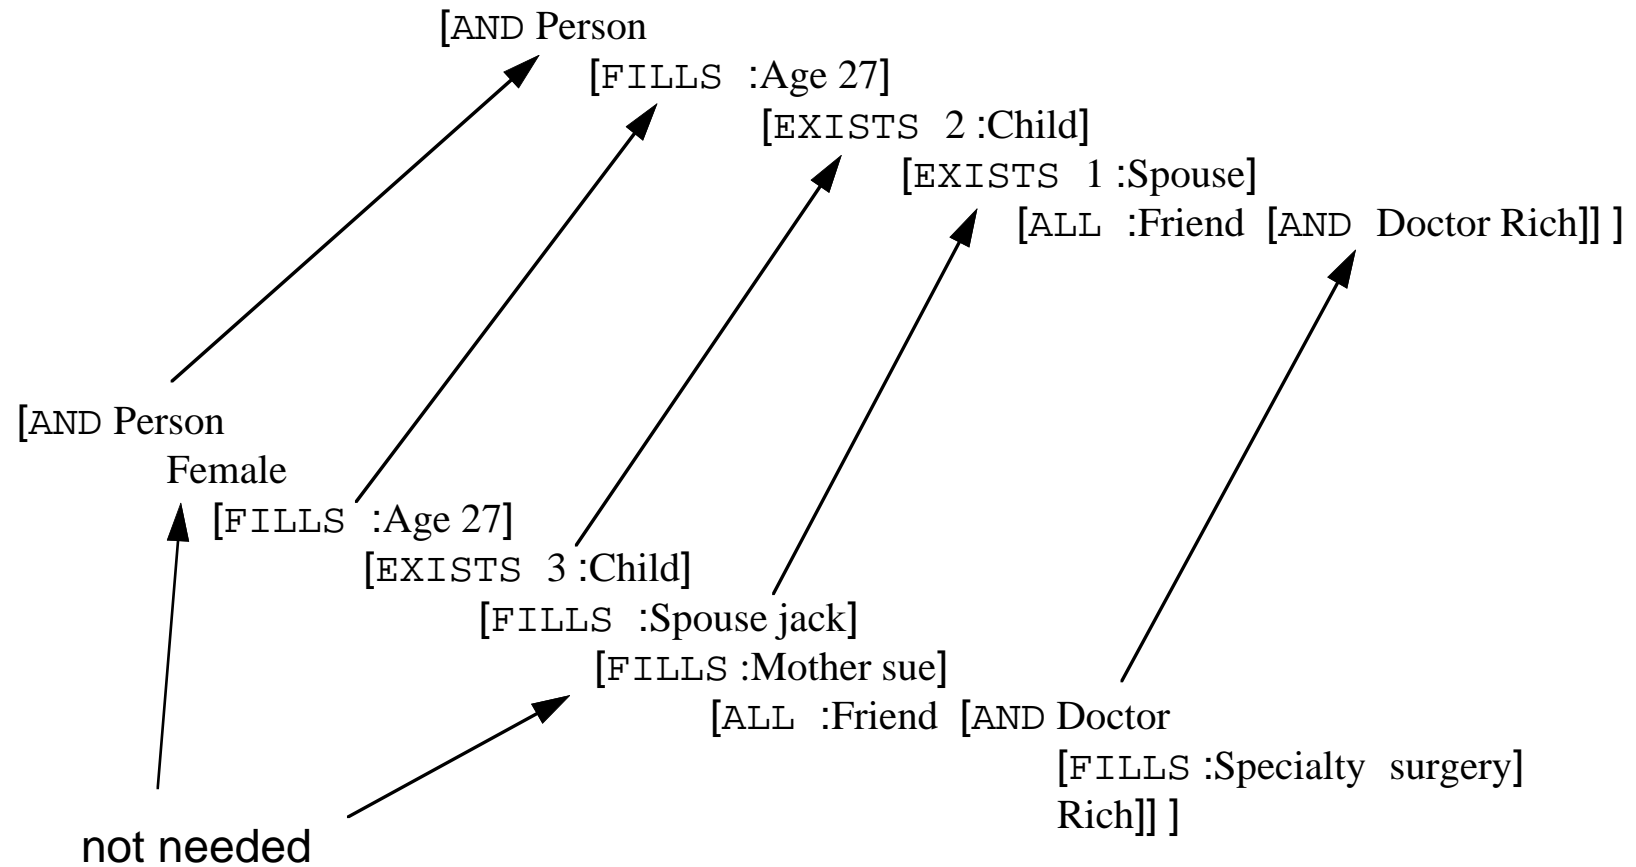 [AND Person
[FILLS :Age 27]
[EXISTS 2 :Child]
[EXISTS 1 :Spouse]
[ALL :Friend [AND Doctor Rich]] ]
[AND Person
Female
[FILLS :Age 27]
[EXISTS 3 :Child]
[FILLS :Spouse jack]
[FILLS :Mother sue]
[ALL :Friend [AND Doctor
[FILLS :Specialty surgery]
Rich]] ]
not needed